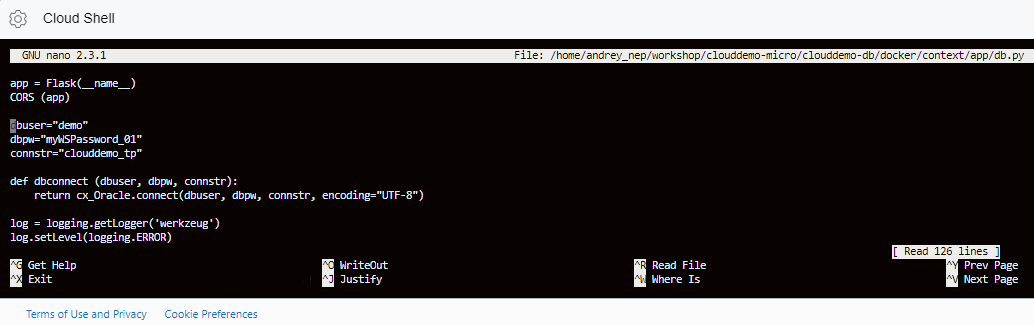 Cloud Shell
GNU nano 2.3.1 File: /home/andrey_nep/workshop/clouddemo-micro/clouddemo-db/docker/context/app/db.py
app = Flask(__name__)
CORS (app)
dbuser="demo"
dbpw="myWSPassword_01"
connstr="clouddemo_tp"
def dbconnect (dbuser, dbpw, connstr):
    return cx_Oracle.connect(dbuser, dbpw, connstr, encoding="UTF-8")
log = logging.getLogger('werkzeug')
log.setLevel(logging.ERROR)
[ Read 126 lines ]
^G Get Help ^O WriteOut ^R Read File ^Y Prev Page
^X Exit ^J Justify ^W Where Is ^V Next Page
Terms of Use and Privacy Cookie Preferences